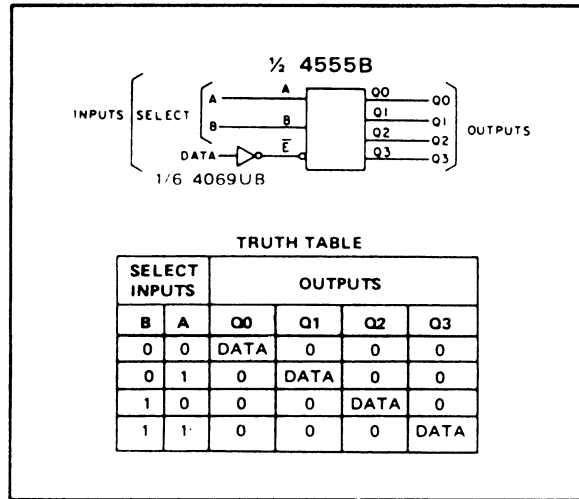 ½ 4555B
INPUTS SELECT A A Q0 Q0
B B Q1 Q1 OUTPUTS
Q2 Q2
DATA E̅ Q3 Q3
1/6 4069UB
TRUTH TABLE
SELECT INPUTS OUTPUTS
B A Q0 Q1 Q2 Q3
0 0 DATA 0 0 0
0 1 0 DATA 0 0
1 0 0 0 DATA 0
1 1 0 0 0 DATA